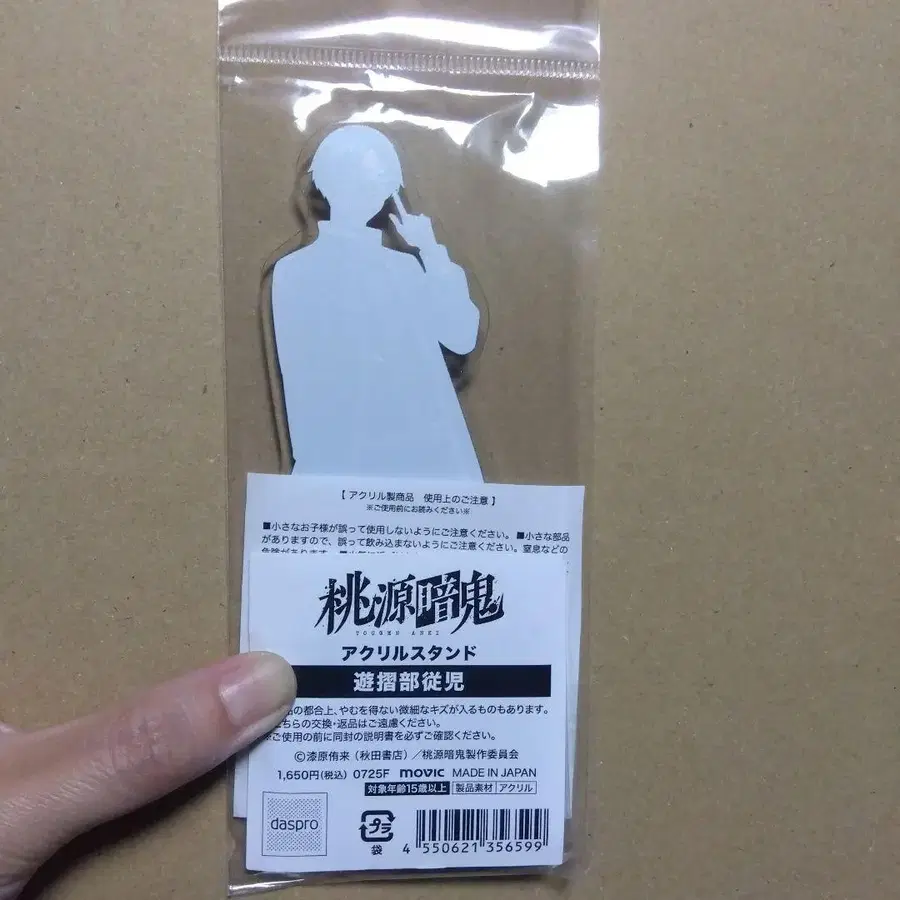 【 アクリル製商品 使用上のご注意 】
※ご使用前にお読みください※
■小さなお子様が誤って使用しないようにご注意ください。 ■小さな部品
がありますので、誤って飲み込まないようにご注意ください。窒息などの
桃源暗鬼
TOUGEN ANKI
アクリルスタンド
遊摺部従児
の都合上、やむを得ない微細なキズが入るものもあります。
ちらの交換・返品はご遠慮ください。
ご使用の前に同封の説明書を必ずご確認ください。
©漆原侑来（秋田書店）／桃源暗鬼製作委員会
1,650円(税込) 0725F movic MADE IN JAPAN
対象年齢15歳以上 製品素材 アクリル
daspro
プラ
袋
4 550621 356599